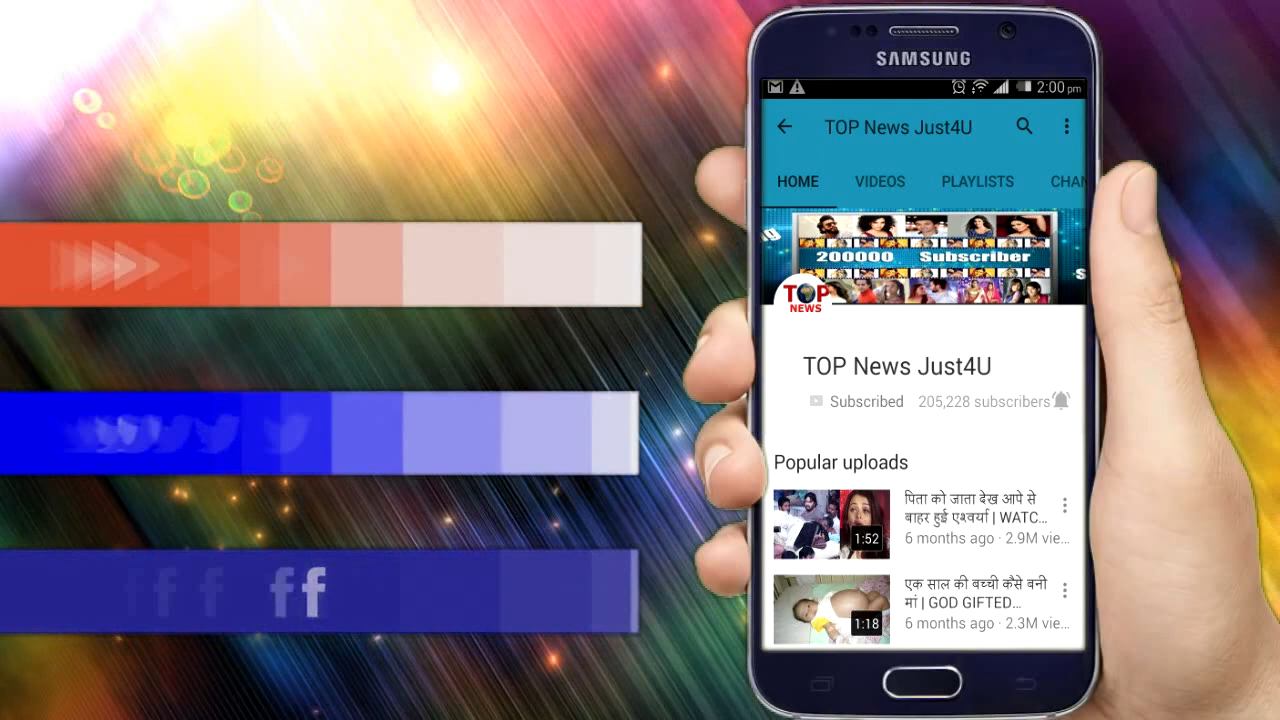 SAMSUNG
2:00 pm
TOP News Just4U
HOME VIDEOS PLAYLISTS CHAN
200000 Subscriber
TOP
NEWS
TOP News Just4U
Subscribed 205,228 subscribers
Popular uploads
पिता को जाता देख आपे से
बाहर हुई एश्वर्या | WATC...
6 months ago · 2.9M vie...
1:52
एक साल की बच्ची कैसे बनी
मां | GOD GIFTED...
6 months ago · 2.3M vie...
1:18